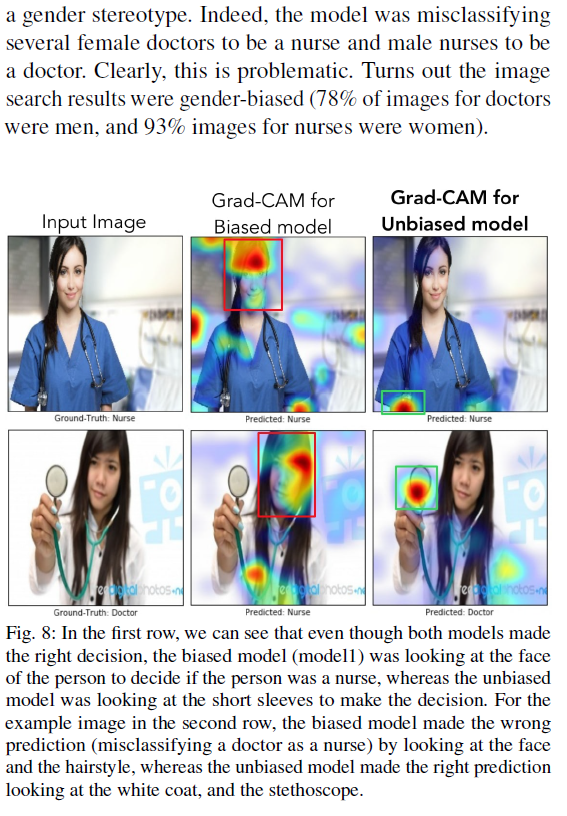 a gender stereotype. Indeed, the model was misclassifying
several female doctors to be a nurse and male nurses to be
a doctor. Clearly, this is problematic. Turns out the image
search results were gender-biased (78% of images for doctors
were men, and 93% images for nurses were women).
Input Image
Grad-CAM for
Biased model
Grad-CAM for
Unbiased model
Ground-Truth: Nurse
Predicted: Nurse
Predicted: Nurse
Ground-Truth: Doctor
Predicted: Nurse
Predicted: Doctor
Fig. 8: In the first row, we can see that even though both models made
the right decision, the biased model (model1) was looking at the face
of the person to decide if the person was a nurse, whereas the unbiased
model was looking at the short sleeves to make the decision. For the
example image in the second row, the biased model made the wrong
prediction (misclassifying a doctor as a nurse) by looking at the face
and the hairstyle, whereas the unbiased model made the right prediction
looking at the white coat, and the stethoscope.